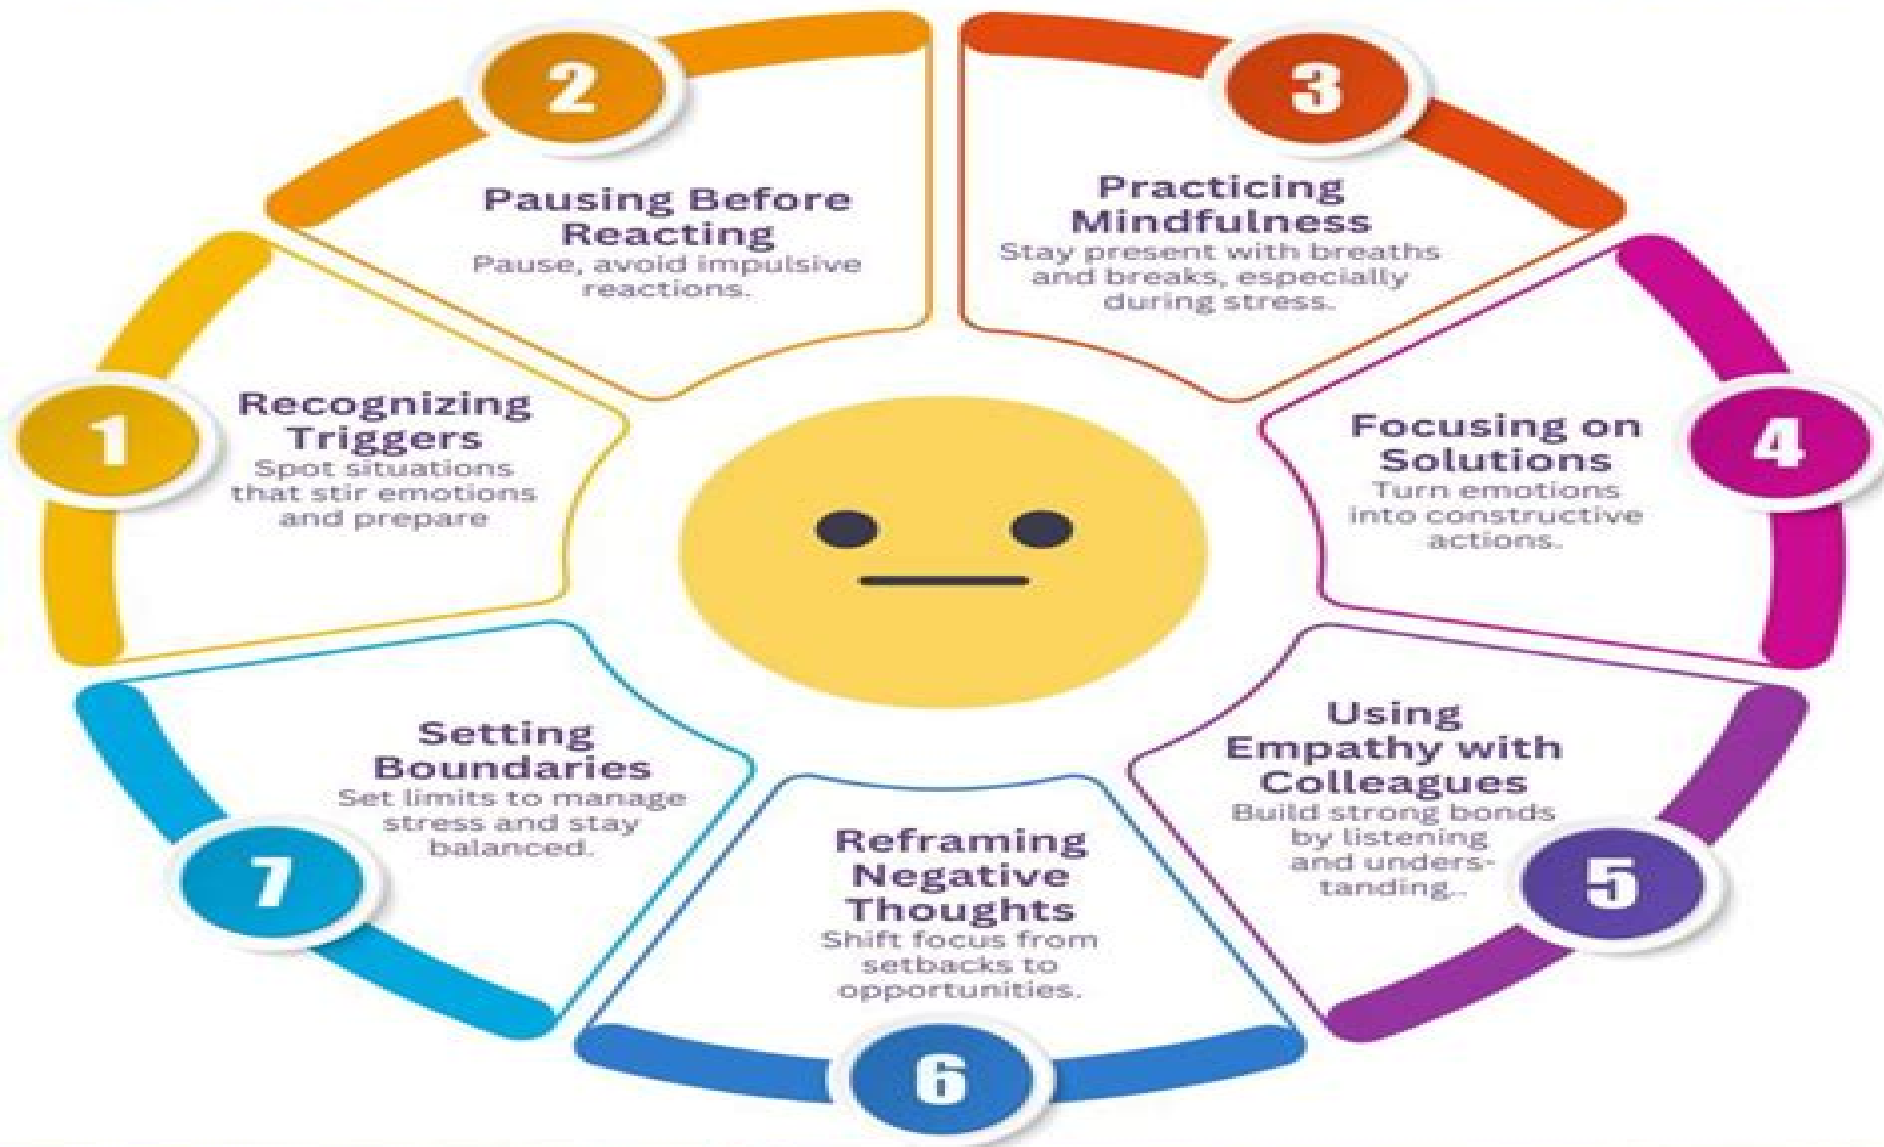 1
Recognizing
Triggers
Spot situations
that stir emotions
and prepare
2
Pausing Before
Reacting
Pause, avoid impulsive
reactions.
3
Practicing
Mindfulness
Stay present with breaths
and breaks, especially
during stress.
4
Focusing on
Solutions
Turn emotions
into constructive
actions.
5
Using
Empathy with
Colleagues
Build strong bonds
by listening
and unders-
tanding..
6
Reframing
Negative
Thoughts
Shift focus from
setbacks to
opportunities.
7
Setting
Boundaries
Set limits to manage
stress and stay
balanced.